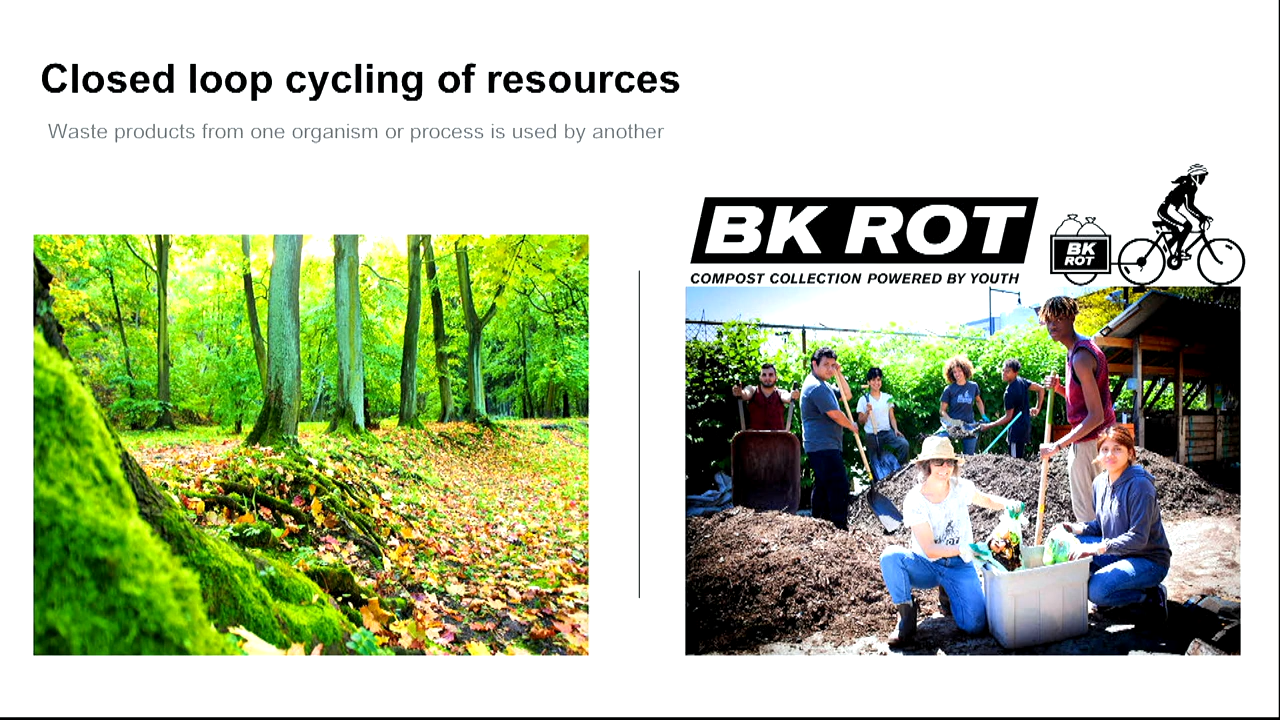 Closed loop cycling of resources
Waste products from one organism or process is used by another
BK ROT
COMPOST COLLECTION POWERED BY YOUTH
BK
ROT